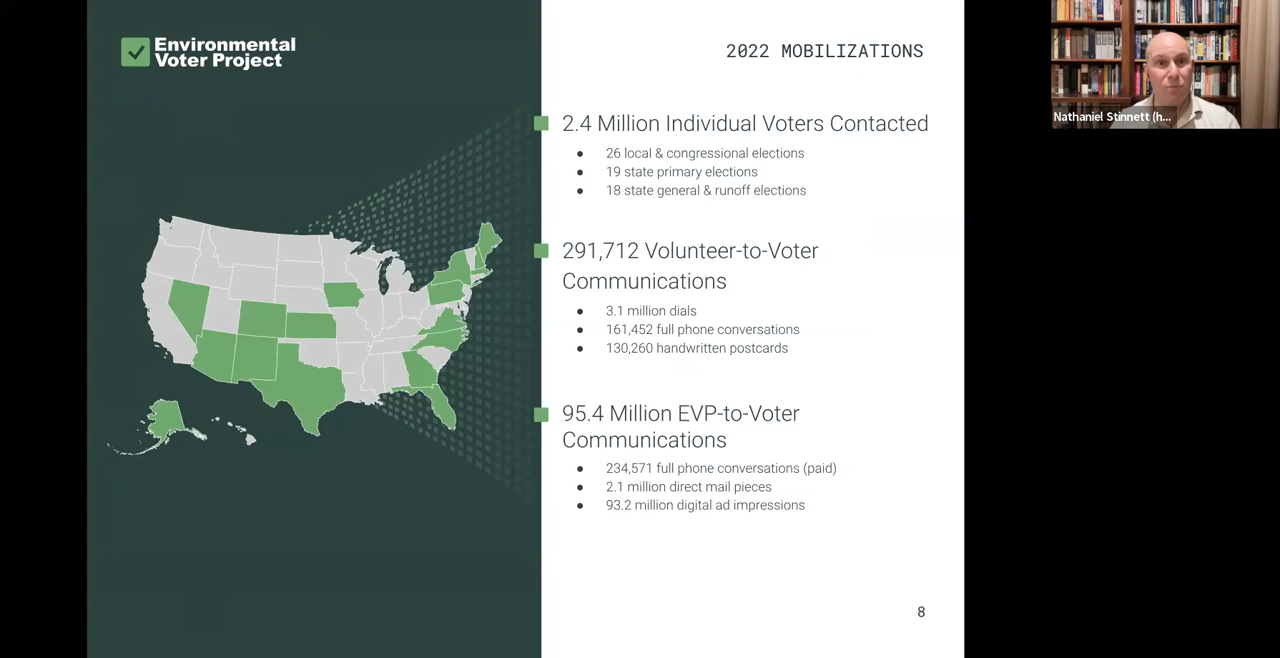 Environmental
Voter Project
2022 MOBILIZATIONS
2.4 Million Individual Voters Contacted
● 26 local & congressional elections
● 19 state primary elections
● 18 state general & runoff elections
291,712 Volunteer-to-Voter
Communications
● 3.1 million dials
● 161,452 full phone conversations
● 130,260 handwritten postcards
95.4 Million EVP-to-Voter
Communications
● 234,571 full phone conversations (paid)
● 2.1 million direct mail pieces
● 93.2 million digital ad impressions
8
Nathaniel Stinnett (h...